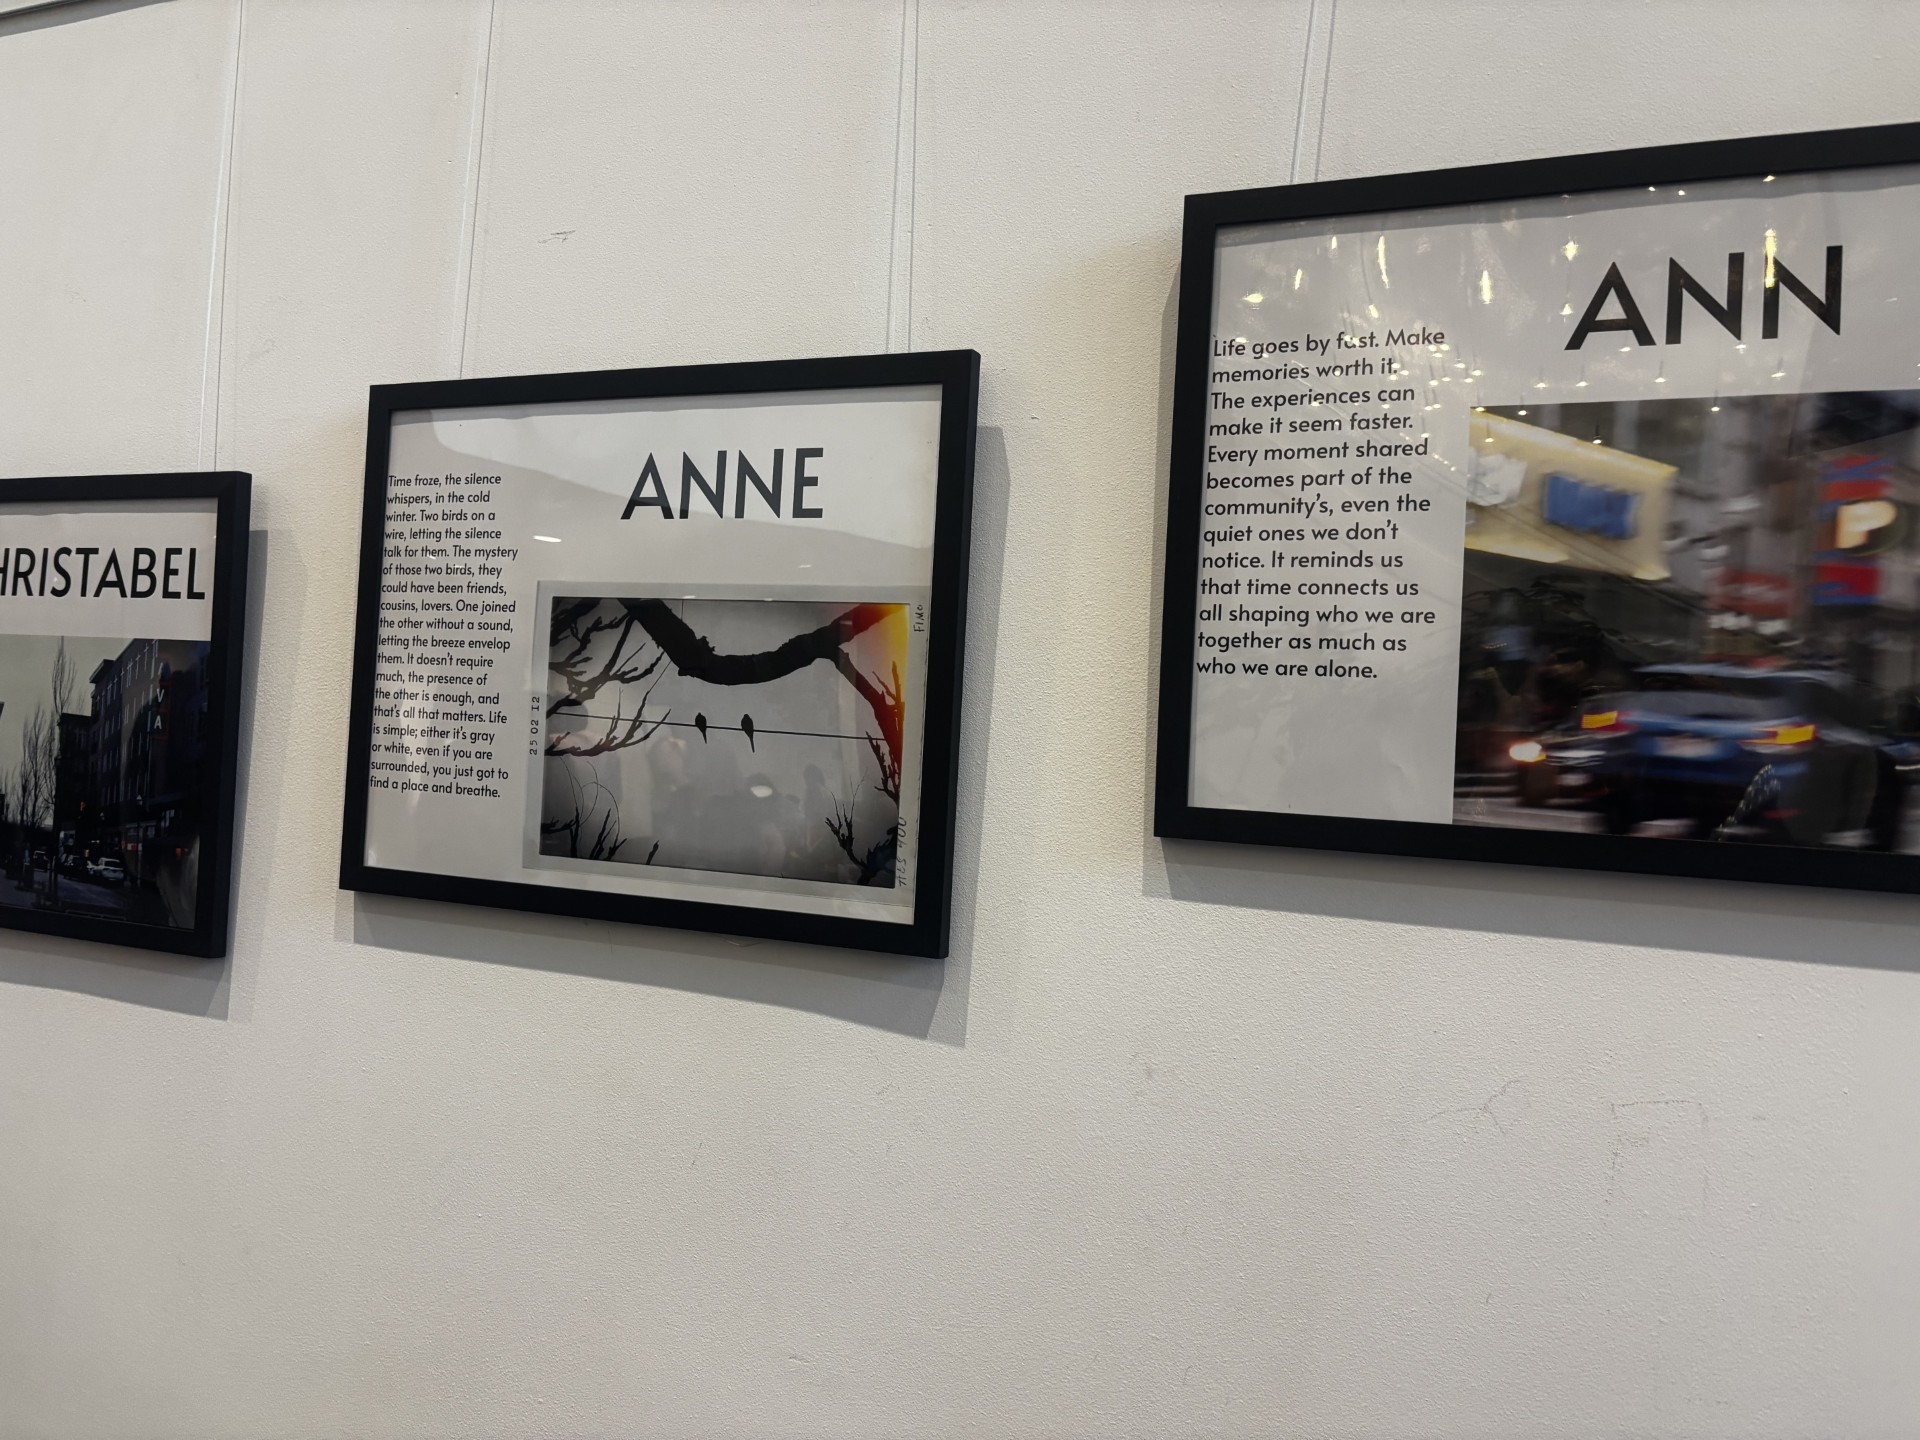 HRISTABEL
VIA
ANNE
Time froze, the silence
whispers, in the cold
winter. Two birds on a
wire, letting the silence
talk for them. The mystery
of those two birds, they
could have been friends,
cousins, lovers. One joined
the other without a sound,
letting the breeze envelop
them. It doesn't require
much, the presence of
the other is enough, and
that's all that matters. Life
is simple; either it's gray
or white, even if you are
surrounded, you just got to
find a place and breathe.
25 02 12
ANN
Life goes by fast. Make
memories worth it.
The experiences can
make it seem faster.
Every moment shared
becomes part of the
community's, even the
quiet ones we don't
notice. It reminds us
that time connects us
all shaping who we are
together as much as
who we are alone.
P